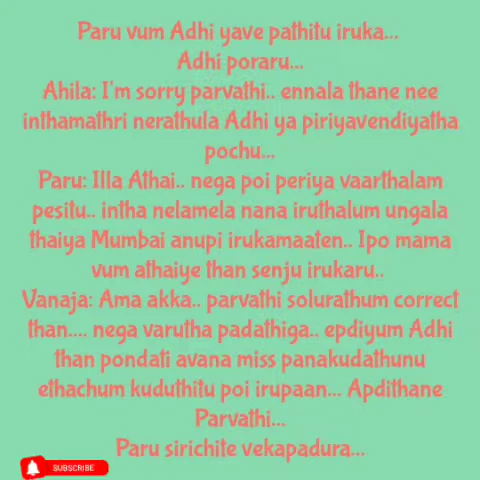 Paru vum Adhi yave pathitu iruka...
Adhi poraru...
Ahila: I'm sorry parvathi.. ennala thane nee
inthamathri nerathula Adhi ya piriyavendiyatha
pochu...
Paru: Illa Athai.. nega poi periya vaarthalam
pesitu.. intha nelamela nana iruthalum ungala
thaiya Mumbai anupi irukamaaten.. Ipo mama
vum athaiye than senju irukaru..
Vanaja: Ama akka.. parvathi solurathum correct
than.... nega varutha padathiga.. epdiyum Adhi
than pondati avana miss panakudathunu
ethachum kuduthitu poi irupaan... Apdithane
Parvathi...
Paru sirichite vekapadura...
SUBSCRIBE